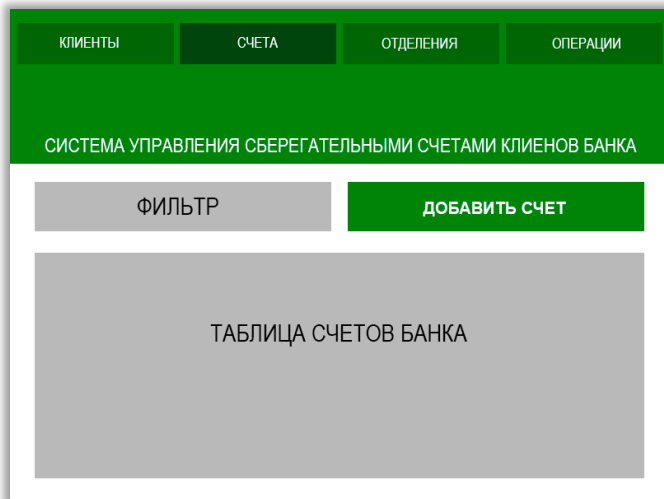 КЛИЕНТЫ
СЧЕТА
ОТДЕЛЕНИЯ
ОПЕРАЦИИ
СИСТЕМА УПРАВЛЕНИЯ СБЕРЕГАТЕЛЬНЫМИ СЧЕТАМИ КЛИЕНОВ БАНКА
ФИЛЬТР
ДОБАВИТЬ СЧЕТ
ТАБЛИЦА СЧЕТОВ БАНКА